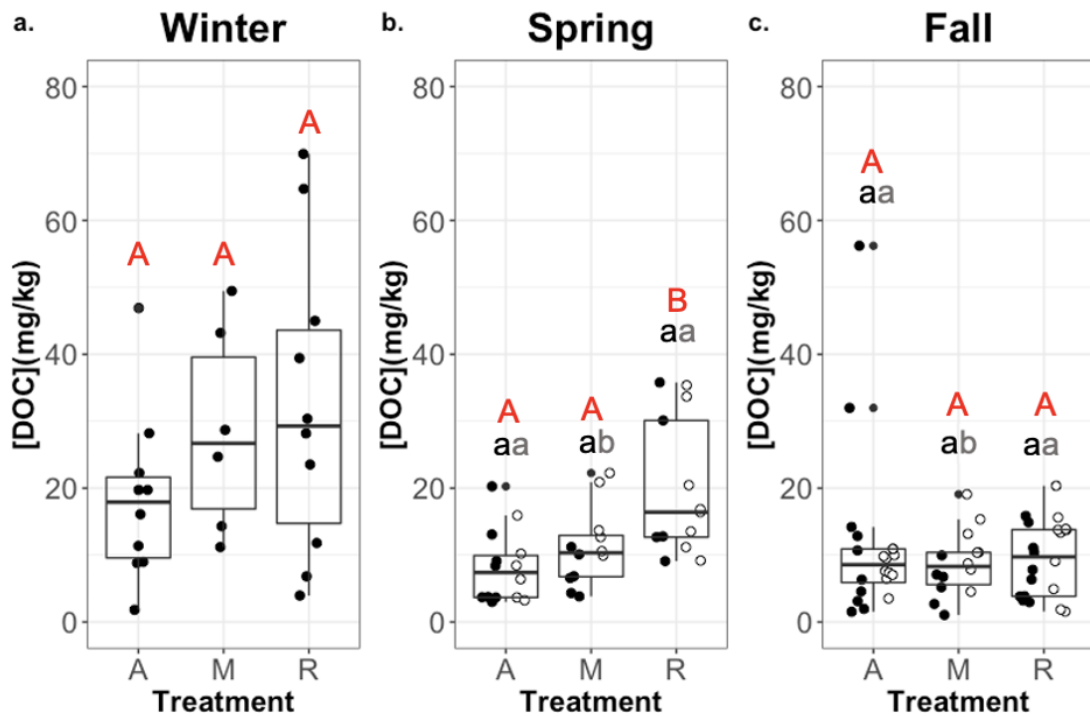 a. Winter
[DOC](mg/kg)
80
60
40
20
0
A
A
A
A M R
Treatment
b. Spring
[DOC](mg/kg)
80
60
40
20
0
B
aa
A A
aa ab
A M R
Treatment
c. Fall
[DOC](mg/kg)
80
60
40
20
0
A
aa
A A
ab aa
A M R
Treatment